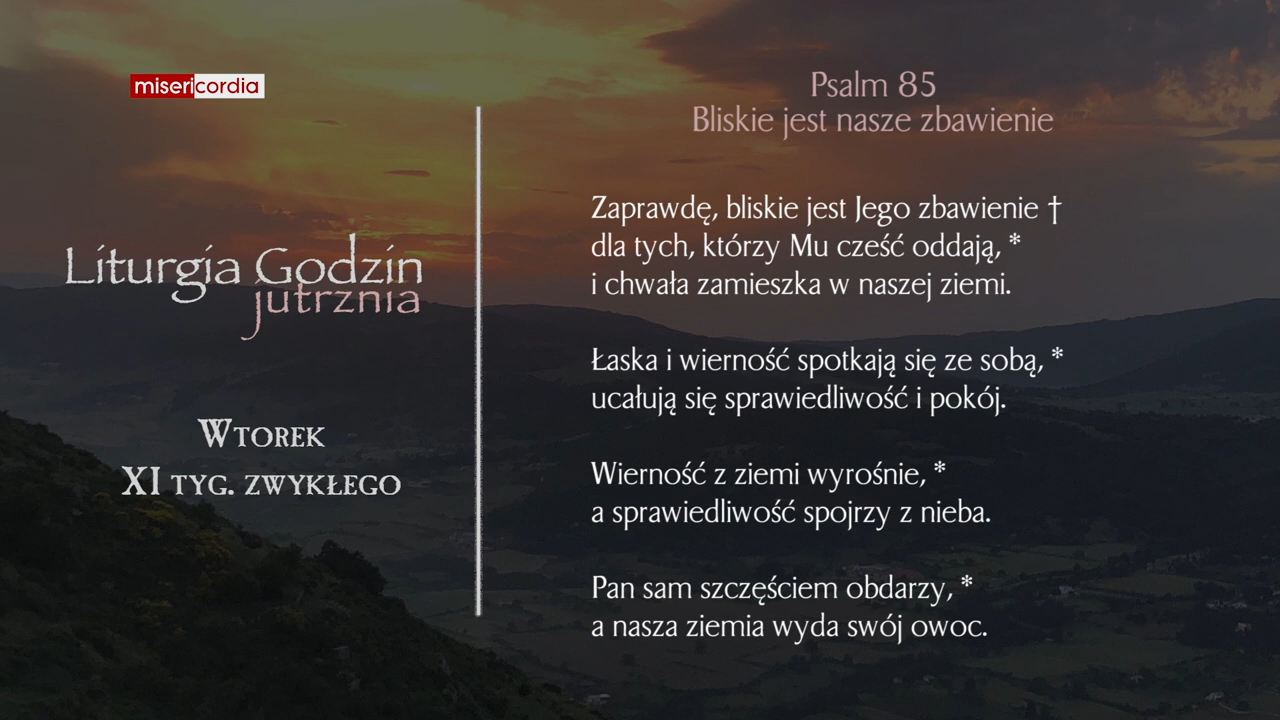 misericordia
Liturgia Godzin
jutrznia
Wtorek
XI tyg. zwykłego
Psalm 85
Bliskie jest nasze zbawienie
Zaprawdę, bliskie jest Jego zbawienie †
dla tych, którzy Mu cześć oddają, *
i chwała zamieszka w naszej ziemi.
Łaska i wierność spotkają się ze sobą, *
ucałują się sprawiedliwość i pokój.
Wierność z ziemi wyrośnie, *
a sprawiedliwość spojrzy z nieba.
Pan sam szczęściem obdarzy, *
a nasza ziemia wyda swój owoc.